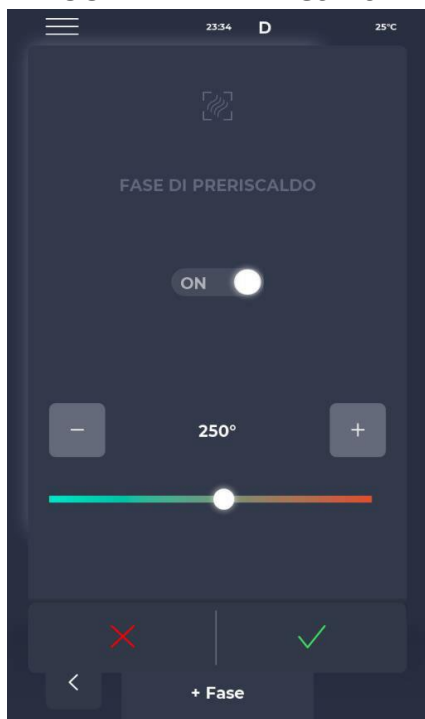 23:34 D 25°C
FASE DI PRERISCALDO
ON
− 250° +
+ Fase